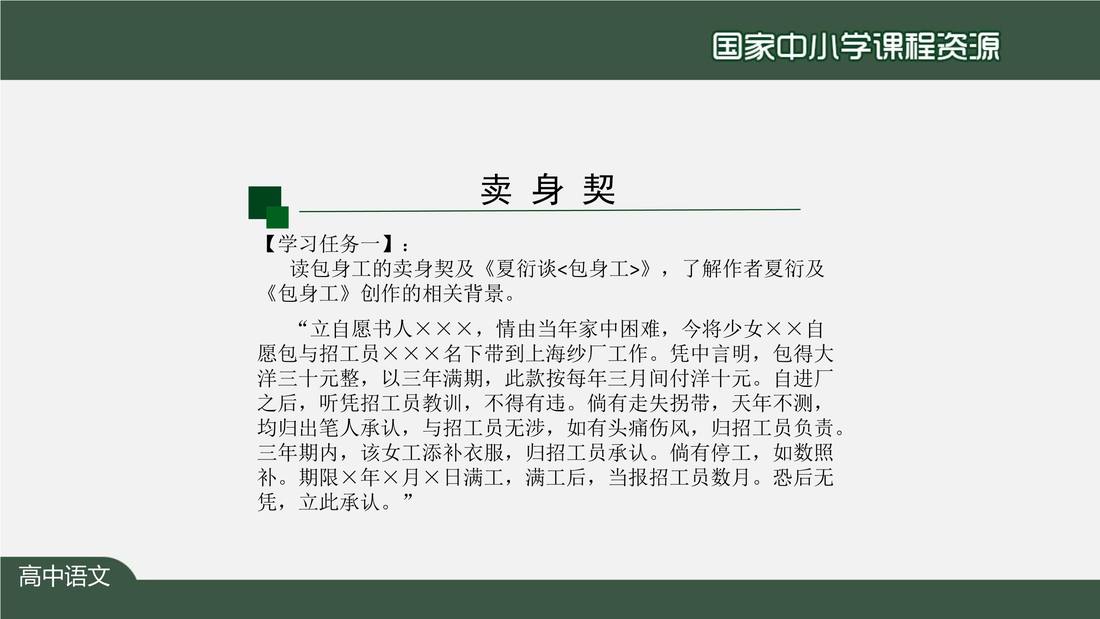 国家中小学课程资源
卖 身 契
【学习任务一】:
读包身工的卖身契及《夏衍谈<包身工>》，了解作者夏衍及
《包身工》创作的相关背景。
“立自愿书人×××，情由当年家中困难，今将少女××自
愿包与招工员×××名下带到上海纱厂工作。凭中言明，包得大
洋三十元整，以三年满期，此款按每年三月间付洋十元。自进厂
之后，听凭招工员教训，不得有违。倘有走失拐带，天年不测，
均归出笔人承认，与招工员无涉，如有头痛伤风，归招工员负责。
三年期内，该女工添补衣服，归招工员承认。倘有停工，如数照
补。期限×年×月×日满工，满工后，当报招工员数月。恐后无
凭，立此承认。”
高中语文